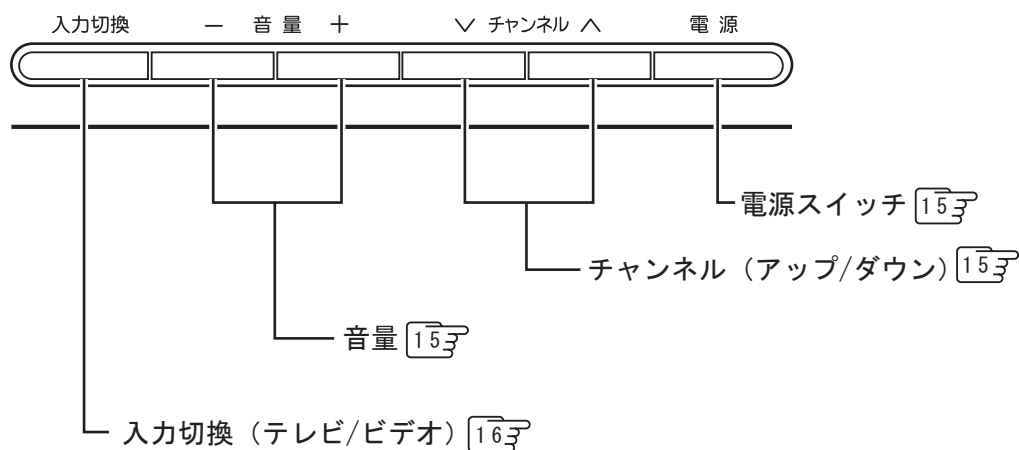 入力切換 － 音量 ＋ ∨ チャンネル ∧ 電源
電源スイッチ 15
チャンネル（アップ/ダウン） 15
音量 15
入力切換（テレビ/ビデオ） 16